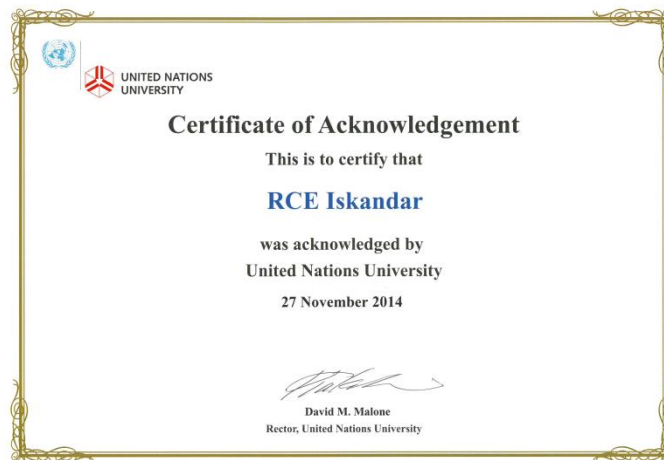 UNITED NATIONS
UNIVERSITY
Certificate of Acknowledgement
This is to certify that
RCE Iskandar
was acknowledged by
United Nations University
27 November 2014
David M. Malone
Rector, United Nations University